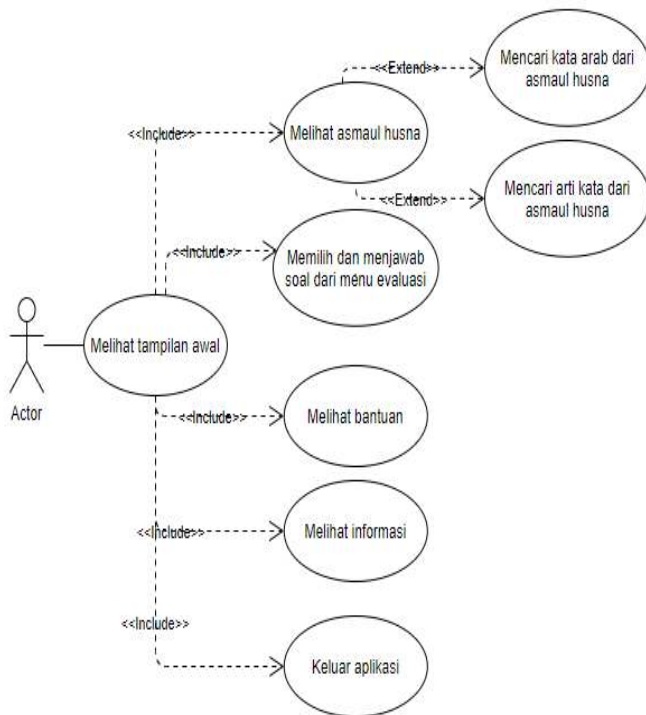 Mencari kata arab dari
asmaul husna
<<Extend>>
<<Include>>
Melihat asmaul husna
Mencari arti kata dari
asmaul husna
<<Extend>>
<<Include>>
Memilih dan menjawab
soal dari menu evaluasi
Melihat tampilan awal
Actor
<<Include>>
Melihat bantuan
<<Include>>
Melihat informasi
<<Include>>
Keluar aplikasi